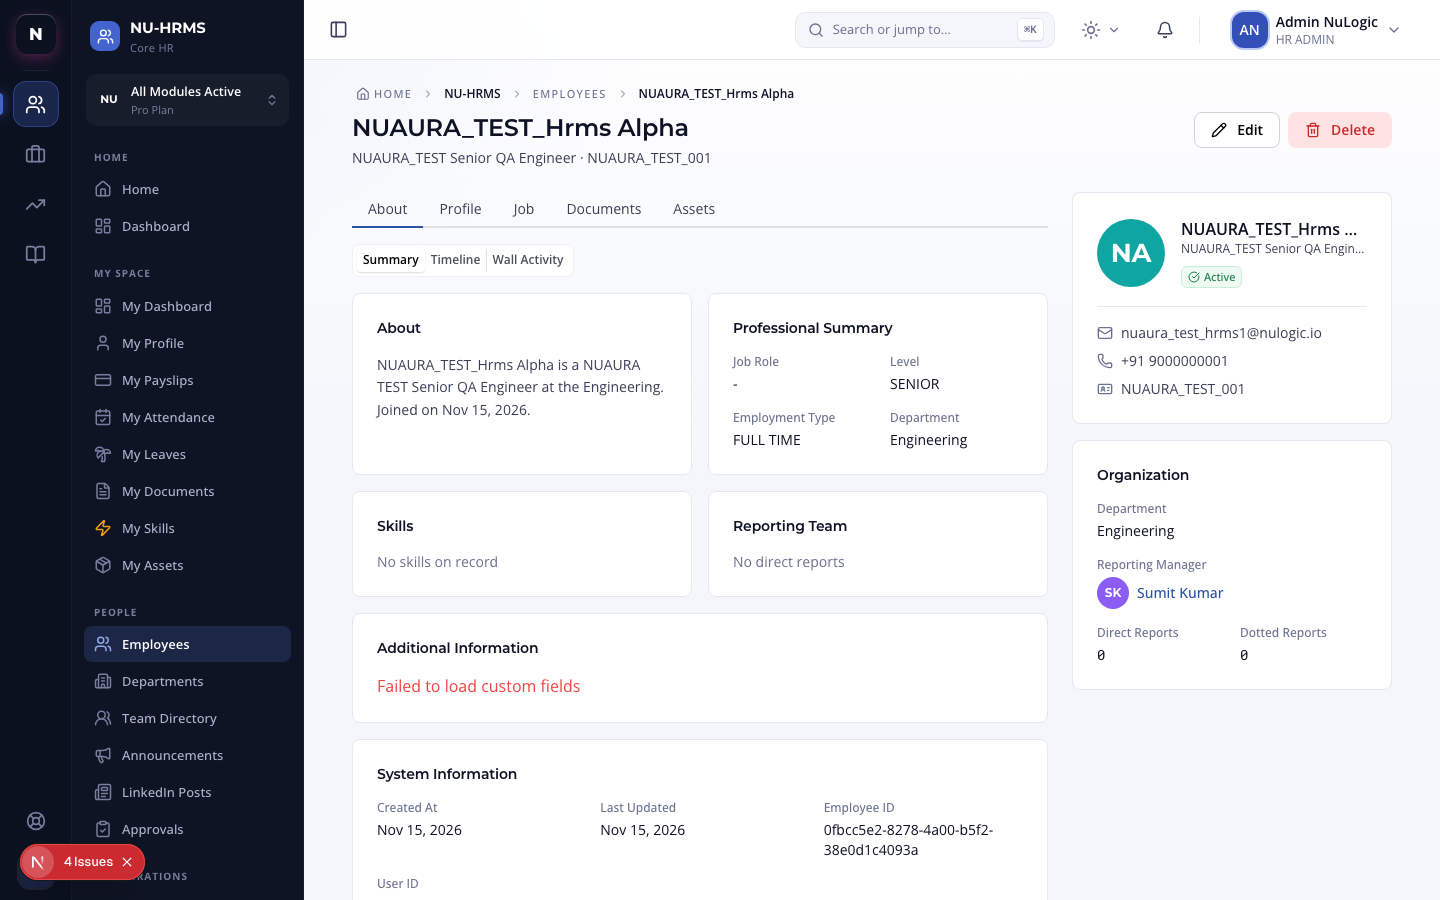 N
NU-HRMS
Core HR
NU
All Modules Active
Pro Plan
HOME
Home
Dashboard
MY SPACE
My Dashboard
My Profile
My Payslips
My Attendance
My Leaves
My Documents
My Skills
My Assets
PEOPLE
Employees
Departments
Team Directory
Announcements
LinkedIn Posts
Approvals
RATIONS
N
4 Issues
Search or jump to...
⌘K
AN
Admin NuLogic
HR ADMIN
HOME
NU-HRMS
EMPLOYEES
NUAURA_TEST_Hrms Alpha
NUAURA_TEST_Hrms Alpha
NUAURA_TEST Senior QA Engineer · NUAURA_TEST_001
Edit
Delete
About
Profile
Job
Documents
Assets
Summary
Timeline
Wall Activity
About
NUAURA_TEST_Hrms Alpha is a NUAURA
TEST Senior QA Engineer at the Engineering.
Joined on Nov 15, 2026.
Professional Summary
Job Role
-
Level
SENIOR
Employment Type
FULL TIME
Department
Engineering
Skills
No skills on record
Reporting Team
No direct reports
Additional Information
Failed to load custom fields
System Information
Created At
Nov 15, 2026
Last Updated
Nov 15, 2026
Employee ID
0fbcc5e2-8278-4a00-b5f2-
38e0d1c4093a
User ID
NA
NUAURA_TEST_Hrms ...
NUAURA_TEST Senior QA Engin...
Active
nuaura_test_hrms1@nulogic.io
+91 9000000001
NUAURA_TEST_001
Organization
Department
Engineering
Reporting Manager
SK
Sumit Kumar
Direct Reports
0
Dotted Reports
0